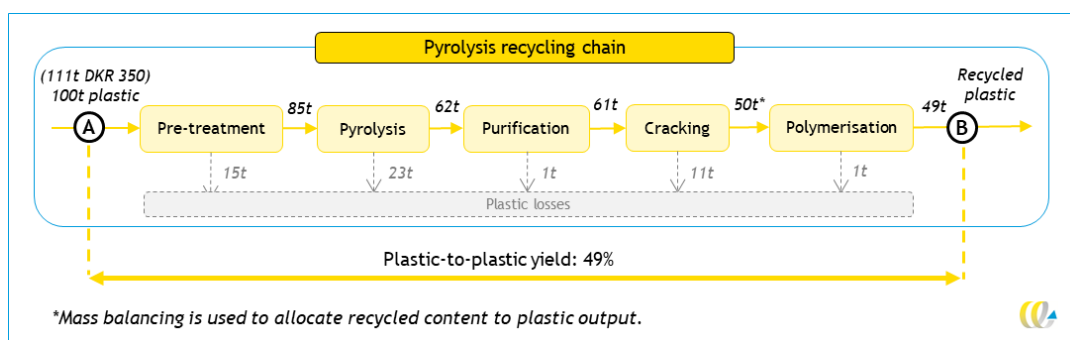 Pyrolysis recycling chain
(111t DKR 350)
100t plastic
Recycled
plastic
A
Pre-treatment
85t
Pyrolysis
62t
Purification
61t
Cracking
50t*
Polymerisation
49t
B
15t
23t
1t
11t
1t
Plastic losses
Plastic-to-plastic yield: 49%
*Mass balancing is used to allocate recycled content to plastic output.